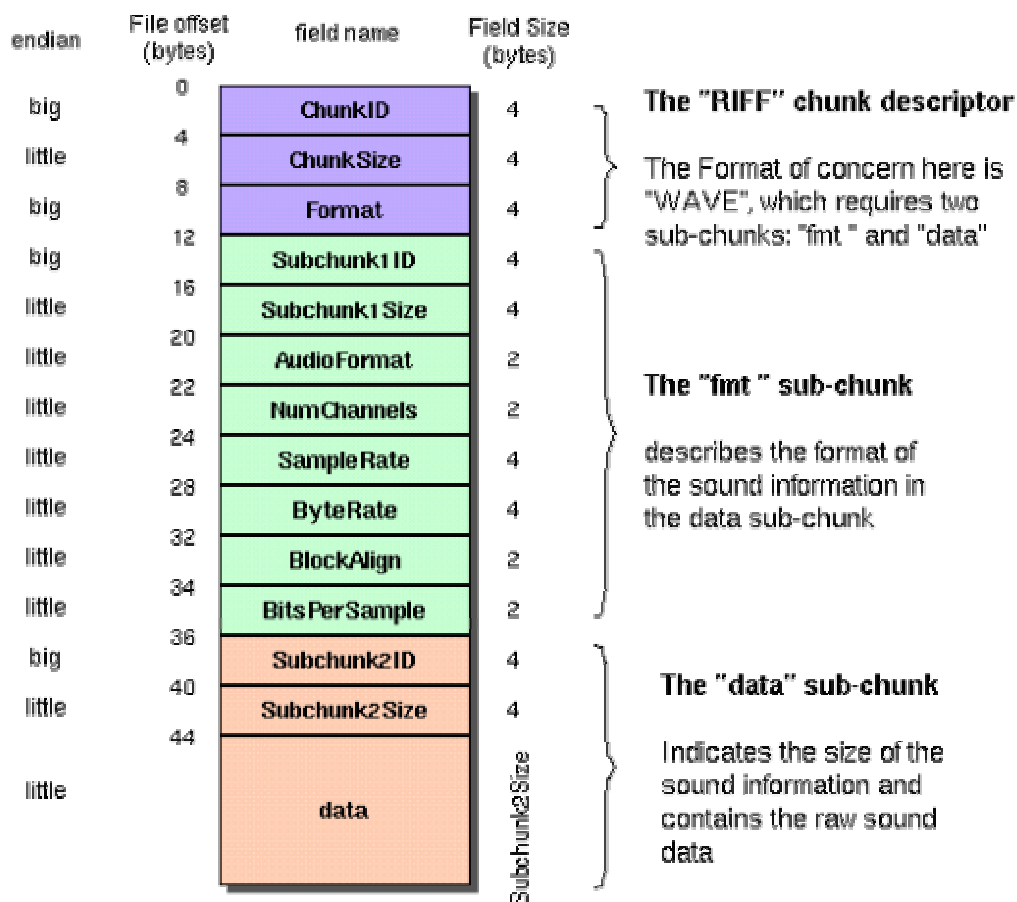 endian
File offset
(bytes)
field name
Field Size
(bytes)
0
big
ChunkID
4
4
little
ChunkSize
4
8
big
Format
4
12
big
Subchunk1ID
4
16
little
Subchunk1Size
4
20
little
AudioFormat
2
22
little
NumChannels
2
24
little
SampleRate
4
28
little
ByteRate
4
32
little
BlockAlign
2
34
little
BitsPerSample
2
36
big
Subchunk2ID
4
40
little
Subchunk2Size
4
44
little
data
Subchunk2Size
The "RIFF" chunk descriptor
The Format of concern here is
"WAVE", which requires two
sub-chunks: "fmt " and "data"
The "fmt " sub-chunk
describes the format of
the sound information in
the data sub-chunk
The "data" sub-chunk
Indicates the size of the
sound information and
contains the raw sound
data